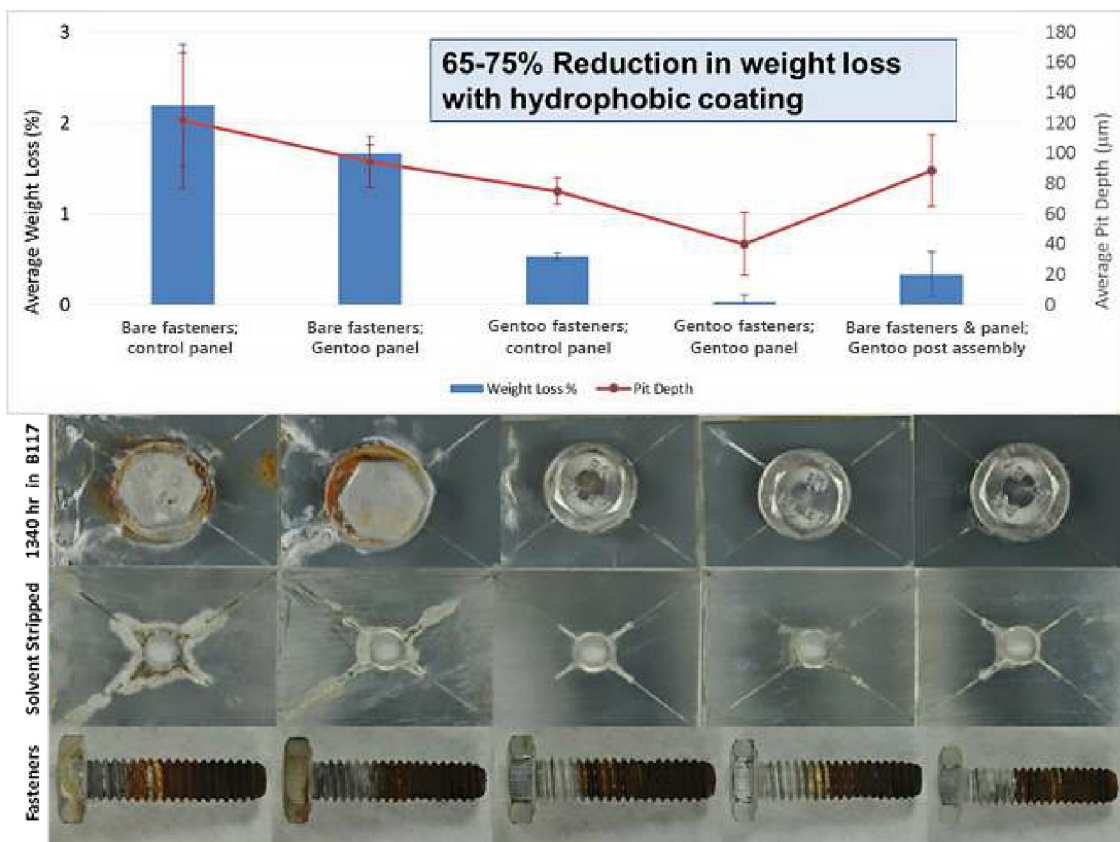 65-75% Reduction in weight loss
with hydrophobic coating
Average Weight Loss (%)
3
2
1
0
Average Pit Depth (μm)
180
160
140
120
100
80
60
40
20
0
Bare fasteners;
control panel
Bare fasteners;
Gentoo panel
Gentoo fasteners;
control panel
Gentoo fasteners;
Gentoo panel
Bare fasteners & panel;
Gentoo post assembly
Weight Loss %
Pit Depth
1340 hr in B117
Solvent Stripped
Fasteners